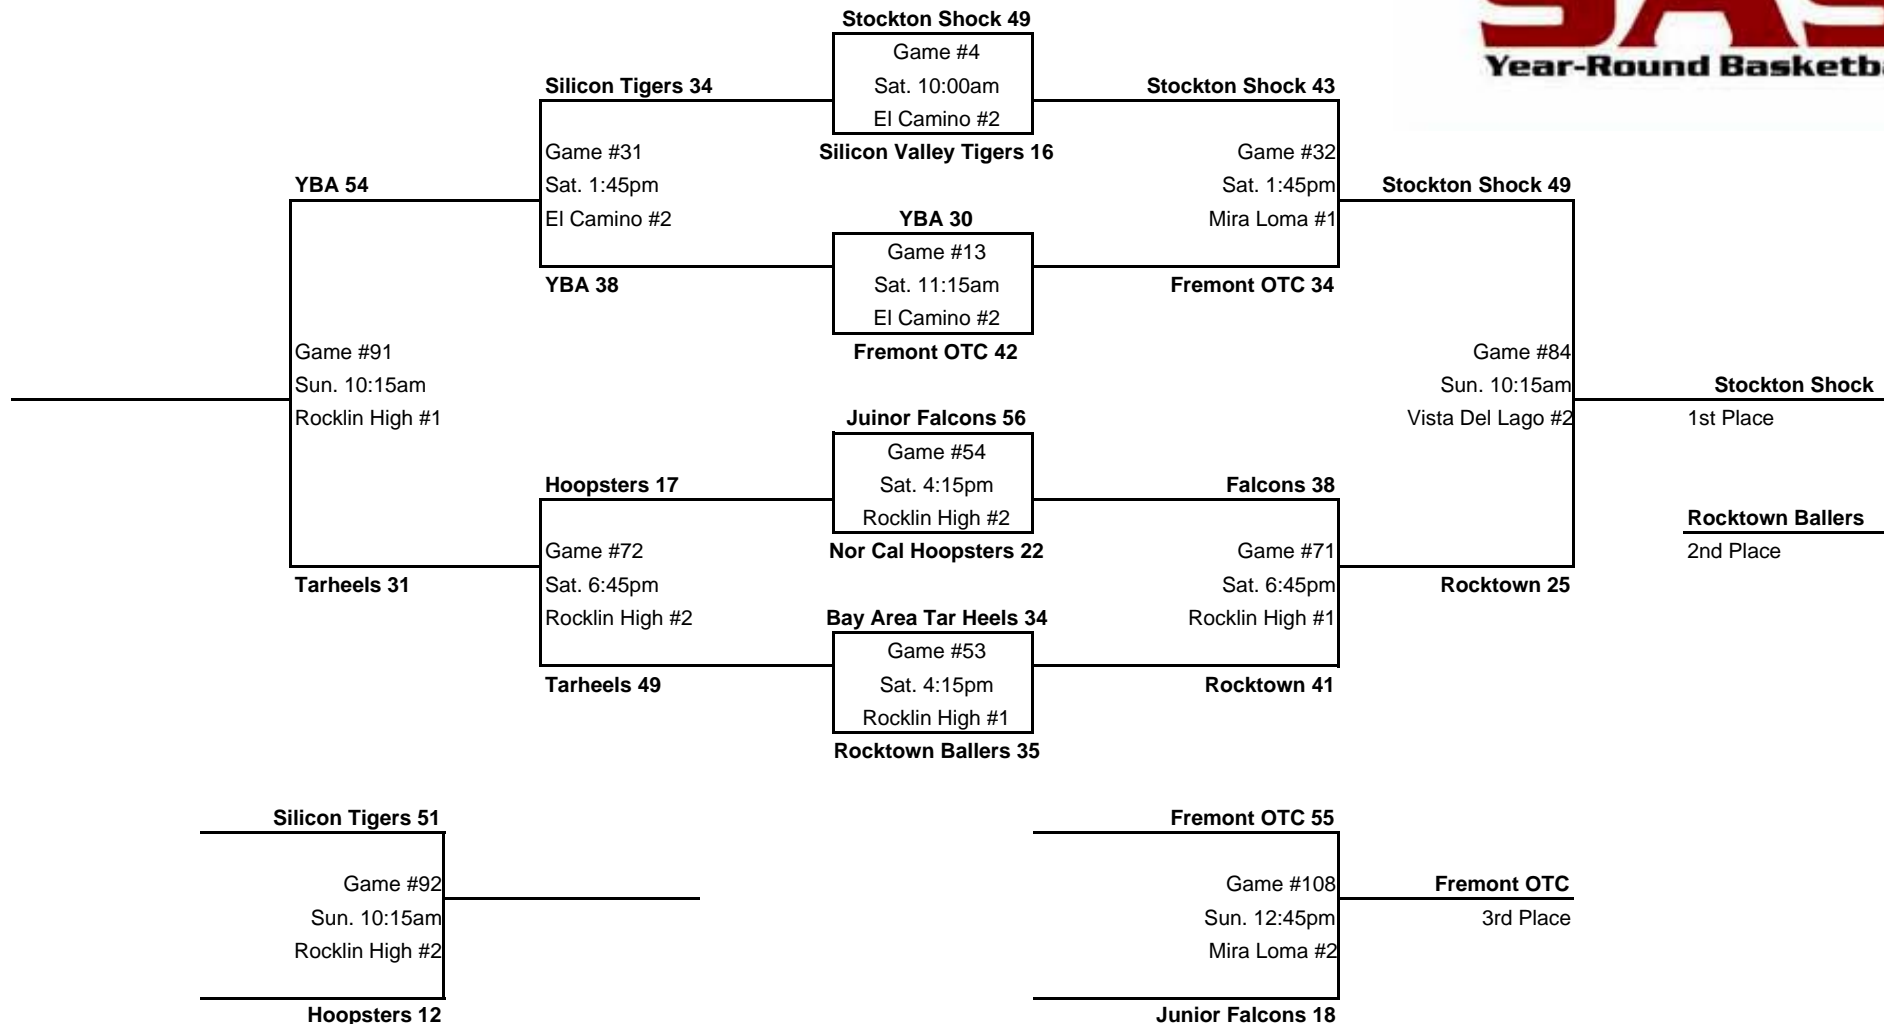 SAS
Year-Round Basketb
Stockton Shock 49
Game #4
Sat. 10:00am
El Camino #2
Silicon Valley Tigers 16
Silicon Tigers 34
Game #31
Sat. 1:45pm
El Camino #2
YBA 38
Stockton Shock 43
Game #32
Sat. 1:45pm
Mira Loma #1
Fremont OTC 34
YBA 30
Game #13
Sat. 11:15am
El Camino #2
Fremont OTC 42
YBA 54
Game #91
Sun. 10:15am
Rocklin High #1
Tarheels 31
Stockton Shock 49
Game #84
Sun. 10:15am
Vista Del Lago #2
Rocktown 25
Stockton Shock
1st Place
Rocktown Ballers
2nd Place
Juinor Falcons 56
Game #54
Sat. 4:15pm
Rocklin High #2
Nor Cal Hoopsters 22
Hoopsters 17
Game #72
Sat. 6:45pm
Rocklin High #2
Tarheels 49
Falcons 38
Game #71
Sat. 6:45pm
Rocklin High #1
Rocktown 41
Bay Area Tar Heels 34
Game #53
Sat. 4:15pm
Rocklin High #1
Rocktown Ballers 35
Silicon Tigers 51
Game #92
Sun. 10:15am
Rocklin High #2
Hoopsters 12
Fremont OTC 55
Game #108
Sun. 12:45pm
Mira Loma #2
Junior Falcons 18
Fremont OTC
3rd Place